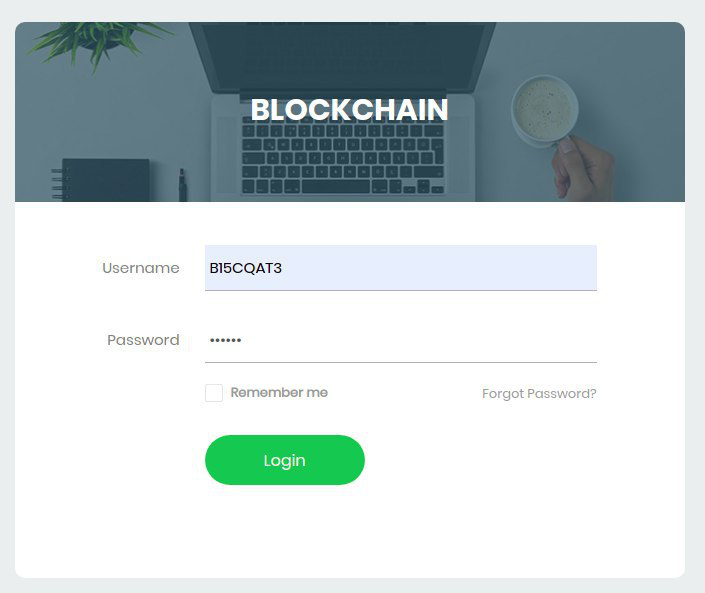 BLOCKCHAIN
Username B15CQAT3
Password ••••••
Remember me Forgot Password?
Login